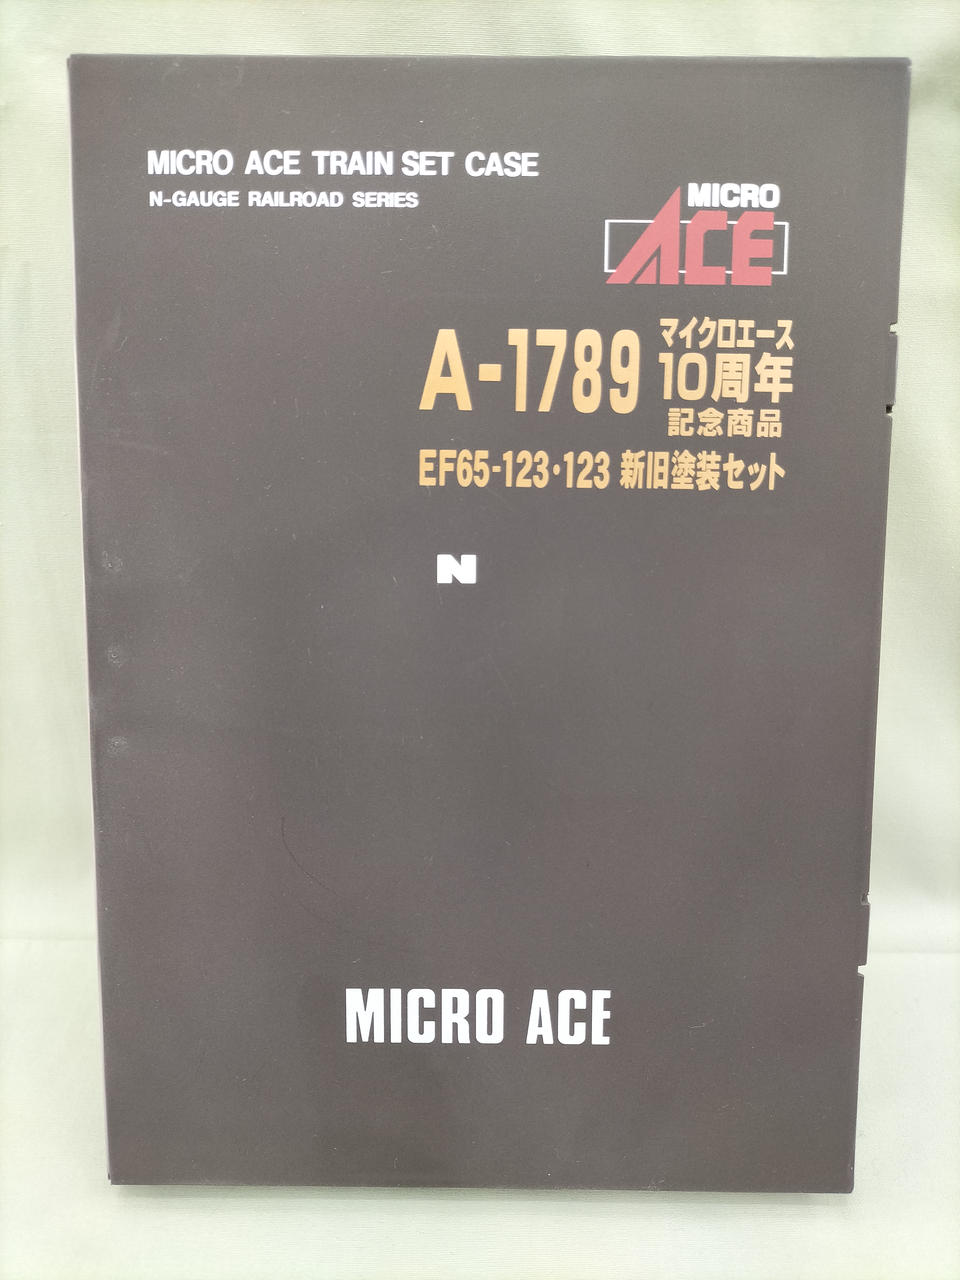 MICRO ACE TRAIN SET CASE
N-GAUGE RAILROAD SERIES
MICRO
ACE
A-1789
マイクロエース
10周年
記念商品
EF65-123・123 新旧塗装セット
N
MICRO ACE